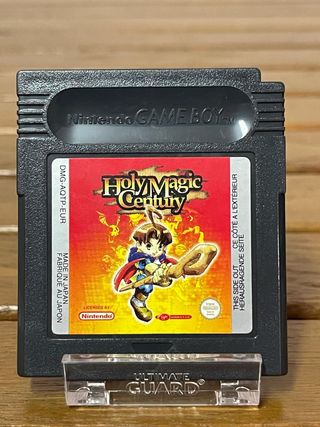 Nintendo GAME BOY TM
DMG-AQTP-EUR
MADE IN JAPAN
FABRIQUÉ AU JAPON
Holy Magic
Century
LICENSED BY
Nintendo
THIS SIDE OUT
HERAUSRAGENDE SEITE
CE CÔTÉ A L'EXTÉRIEUR
ULTIMATE
GUARD®